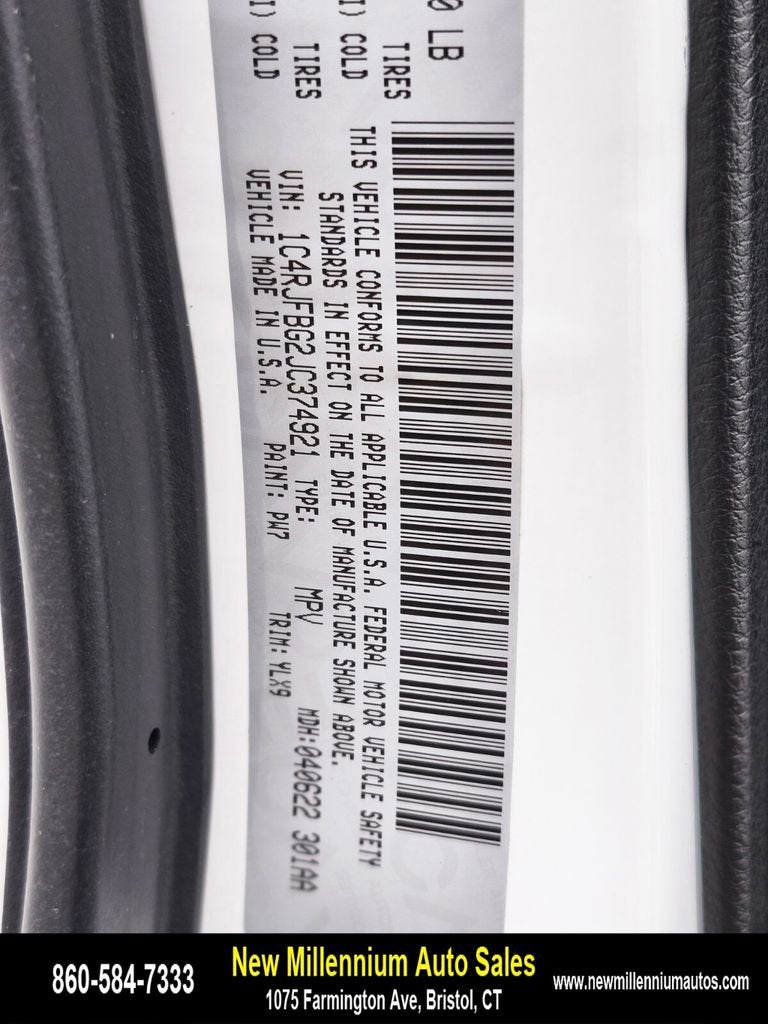 0 LB
TIRES
I) COLD
TIRES
I) COLD
THIS VEHICLE CONFORMS TO ALL APPLICABLE U.S.A. FEDERAL MOTOR VEHICLE SAFETY
STANDARDS IN EFFECT ON THE DATE OF MANUFACTURE SHOWN ABOVE.
VIN: 1C4RJFBG2JC374921 TYPE: MPV MDH:040622 301AA
VEHICLE MADE IN U.S.A. PAINT: PW7 TRIM: YLX9
860-584-7333
New Millennium Auto Sales
1075 Farmington Ave, Bristol, CT
www.newmillenniumautos.com